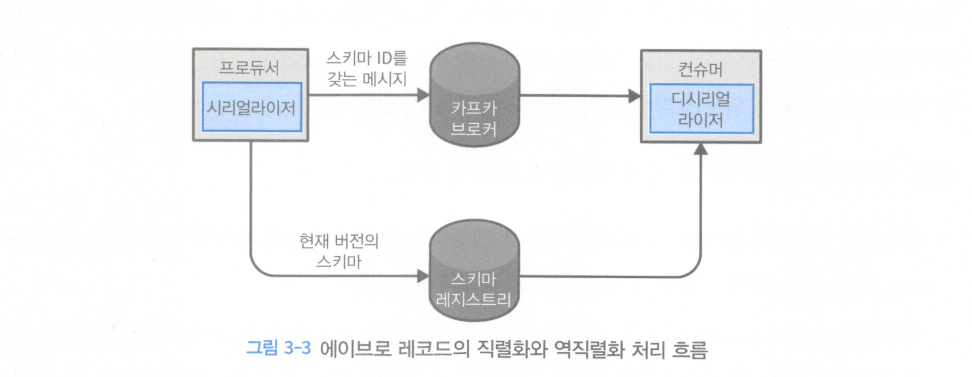 프로듀서
시리얼라이저
스키마 ID를
갖는 메시지
카프카
브로커
컨슈머
디시리얼
라이저
현재 버전의
스키마
스키마
레지스트리
그림 3-3 에이브로 레코드의 직렬화와 역직렬화 처리 흐름